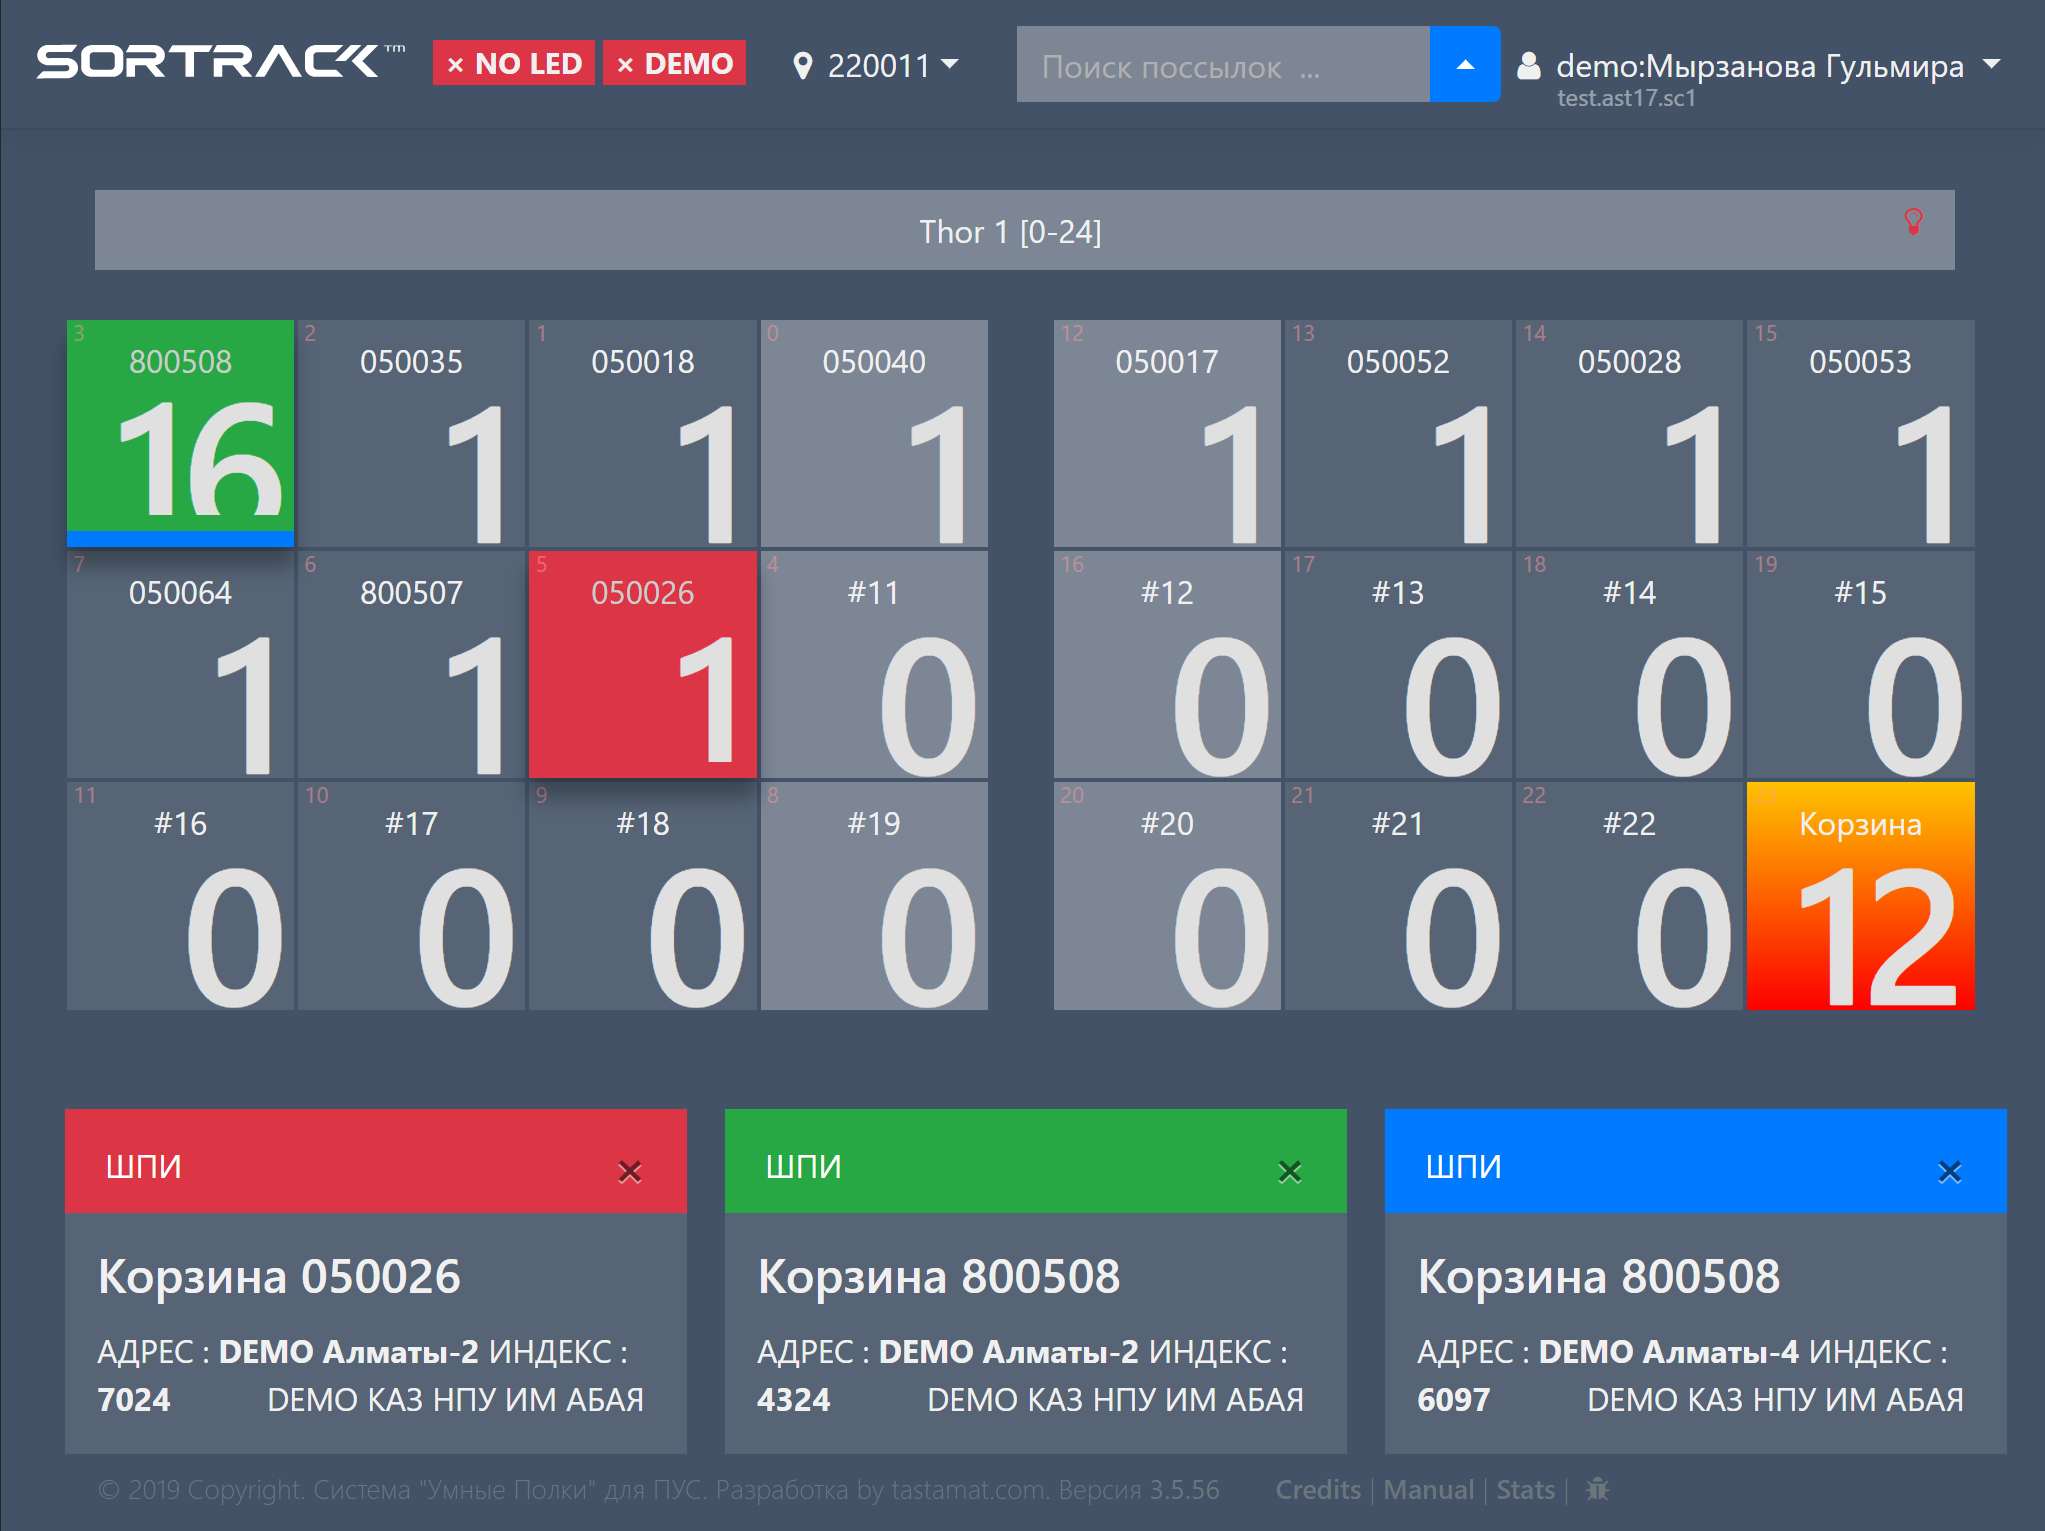 SORTRACK™ × NO LED × DEMO 220011 Поиск поссылок ... demo:Мырзанова Гульмира
test.ast17.sc1
Thor 1 [0-24]
3 2 1 0 12 13 14 15
800508 050035 050018 050040 050017 050052 050028 050053
16 1 1 1 1 1 1 1
7 6 5 4 16 17 18 19
050064 800507 050026 #11 #12 #13 #14 #15
1 1 1 0 0 0 0 0
11 10 9 8 20 21 22 23
#16 #17 #18 #19 #20 #21 #22 Корзина
0 0 0 0 0 0 0 12
ШПИ ×
Корзина 050026
АДРЕС : DEMO Алматы-2 ИНДЕКС :
7024 DEMO КАЗ НПУ ИМ АБАЯ
ШПИ ×
Корзина 800508
АДРЕС : DEMO Алматы-2 ИНДЕКС :
4324 DEMO КАЗ НПУ ИМ АБАЯ
ШПИ ×
Корзина 800508
АДРЕС : DEMO Алматы-4 ИНДЕКС :
6097 DEMO КАЗ НПУ ИМ АБАЯ
© 2019 Copyright. Система "Умные Полки" для ПУС. Разработка by tastamat.com. Версия 3.5.56 Credits | Manual | Stats |